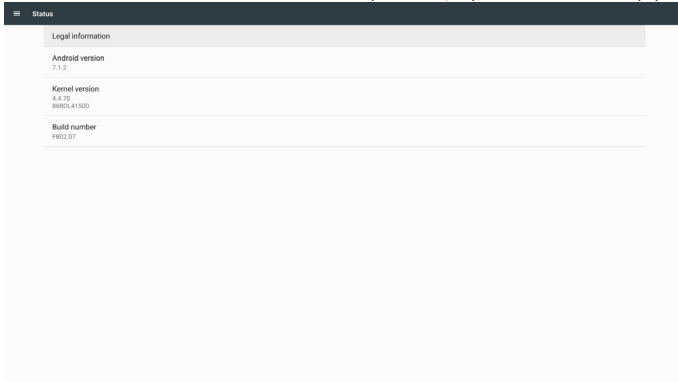 Status
Legal information
Android version
7.1.2
Kernel version
4.4.70
86BDL4150D
Build number
FB02.07